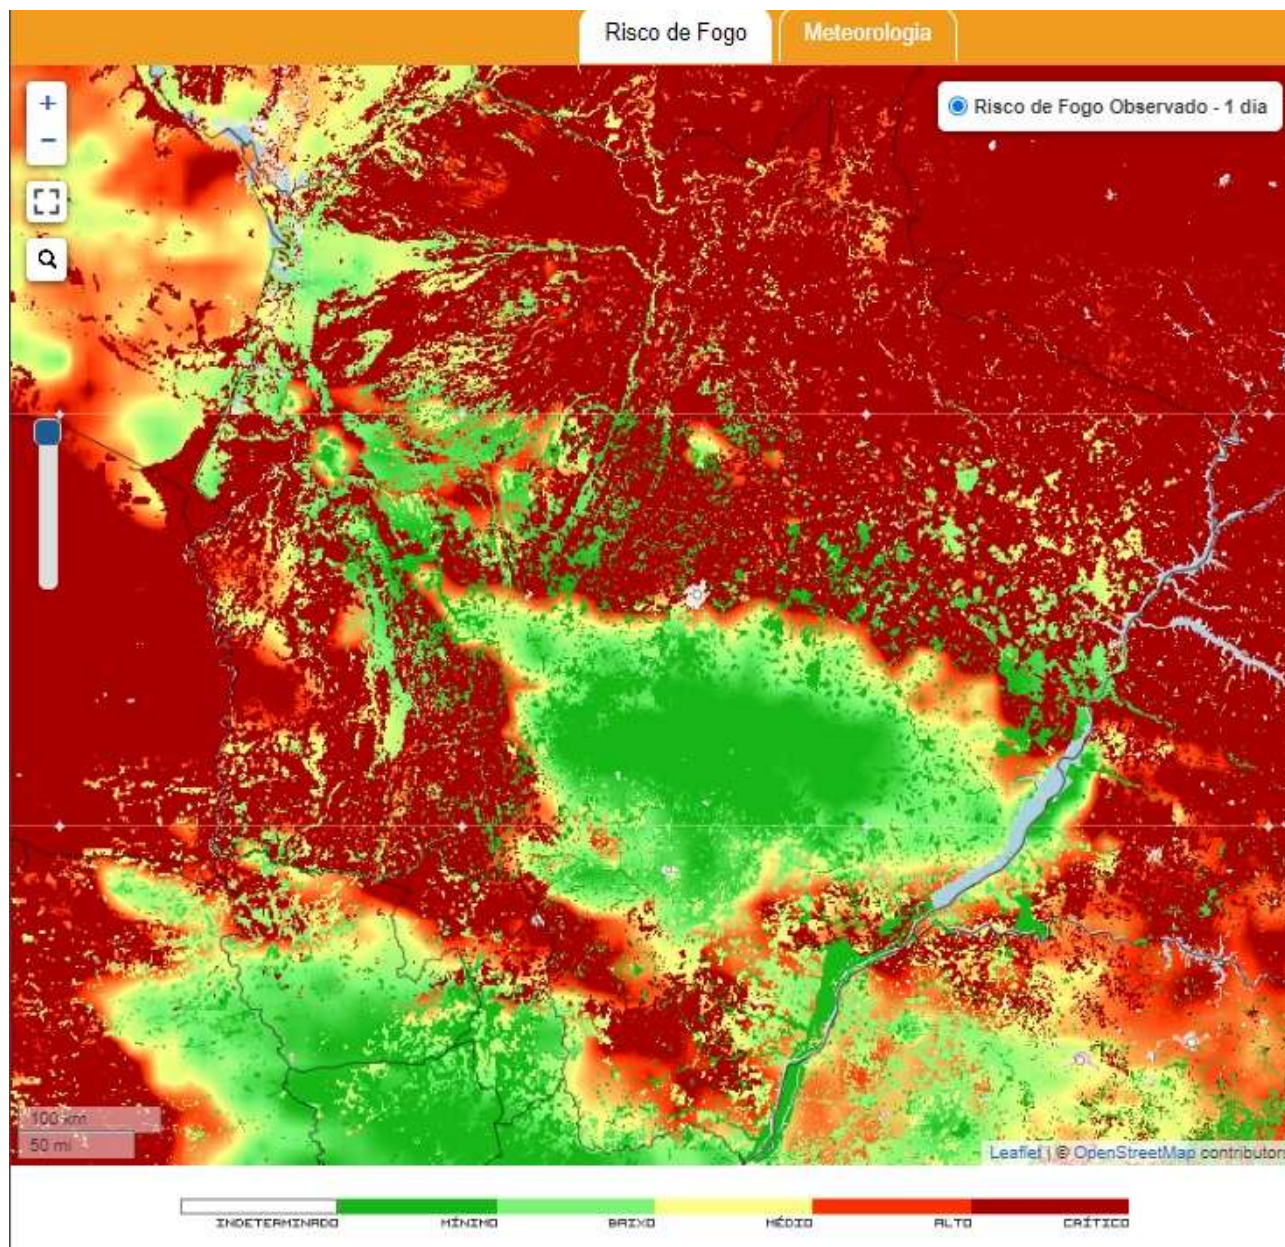 Risco de Fogo
Meteorologia
+
−
Risco de Fogo Observado - 1 dia
100 km
50 mi
Leaflet | © OpenStreetMap contributors
INDETERMINADO
MÍNIMO
BAIXO
MÉDIO
ALTO
CRÍTICO